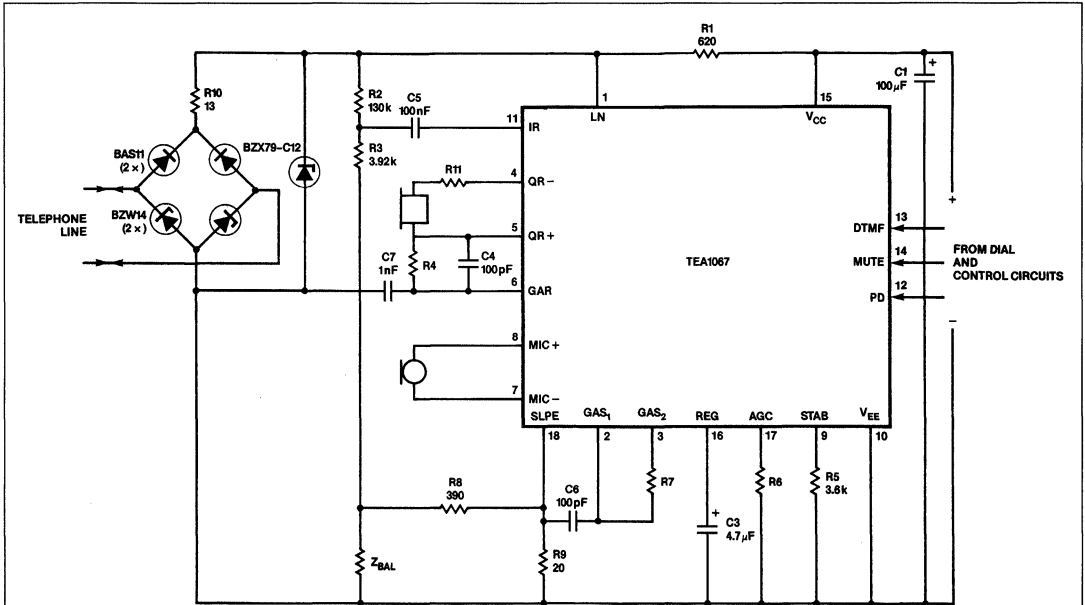 R1
620
R10
13
R2
130k
C5
100nF
1
LN
15
VCC
C1
100μF
+
11
IR
BAS11
(2×)
BZX79-C12
R3
3.92k
R11
4
QR−
TELEPHONE
LINE
BZW14
(2×)
5
QR+
C7
1nF
R4
C4
100pF
6
GAR
TEA1067
DTMF
13
MUTE
14
PD
12
FROM DIAL
AND
CONTROL CIRCUITS
+
−
8
MIC+
7
MIC−
SLPE
GAS1
GAS2
REG
AGC
STAB
VEE
18
2
3
16
17
9
10
R8
390
C6
100pF
R7
+
C3
4.7μF
R6
R5
3.6k
ZBAL
R9
20